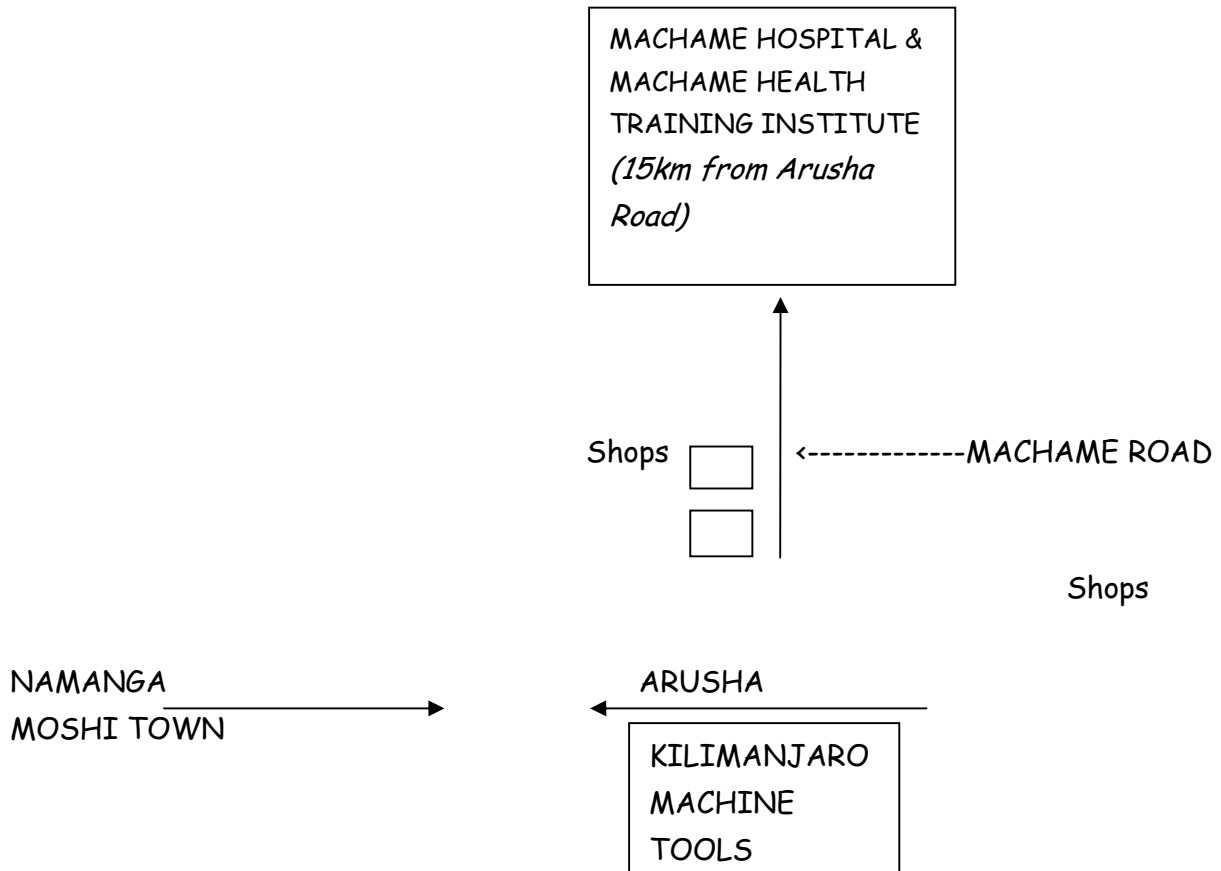 MACHAME HOSPITAL &
MACHAME HEALTH
TRAINING INSTITUTE
(15km from Arusha
Road)
Shops
<-------------MACHAME ROAD
Shops
NAMANGA
MOSHI TOWN
ARUSHA
KILIMANJARO
MACHINE
TOOLS